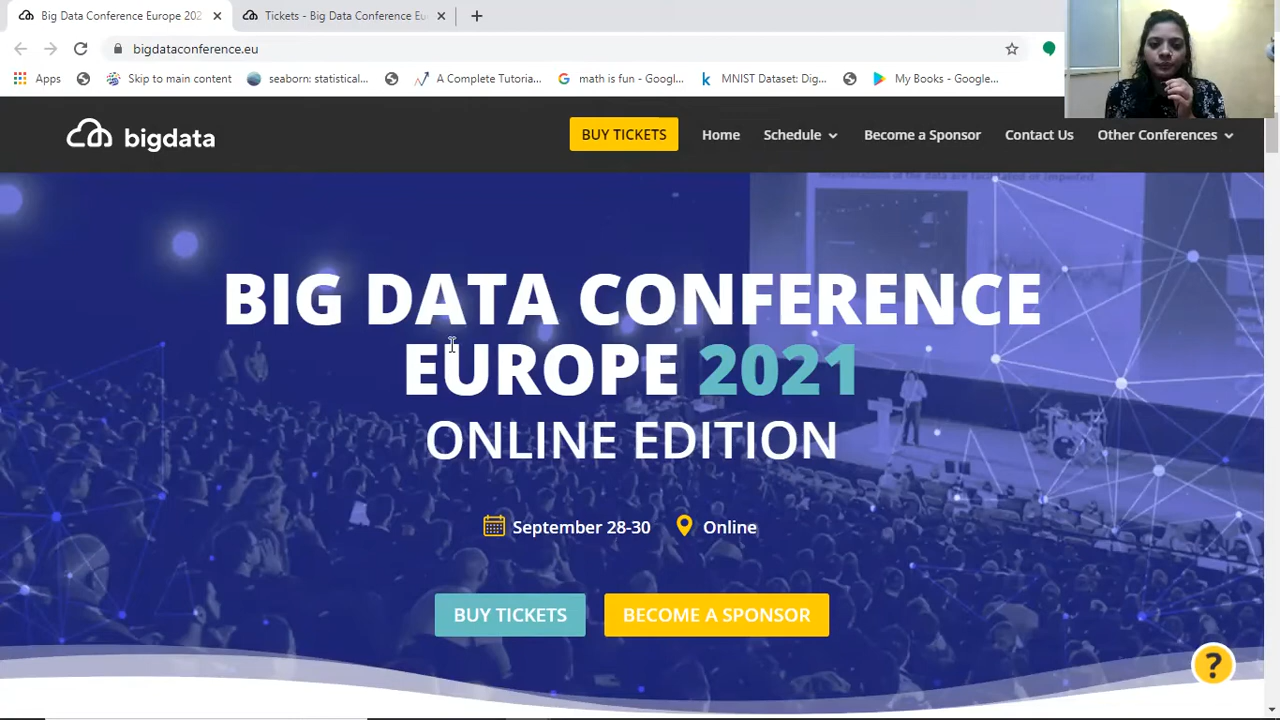 Big Data Conference Europe 202
Tickets - Big Data Conference Eu
bigdataconference.eu
Apps
Skip to main content
seaborn: statistical...
A Complete Tutoria...
math is fun - Googl...
MNIST Dataset: Dig...
My Books - Google...
bigdata
BUY TICKETS
Home
Schedule
Become a Sponsor
Contact Us
Other Conferences
BIG DATA CONFERENCE
EUROPE 2021
ONLINE EDITION
September 28-30
Online
BUY TICKETS
BECOME A SPONSOR
?